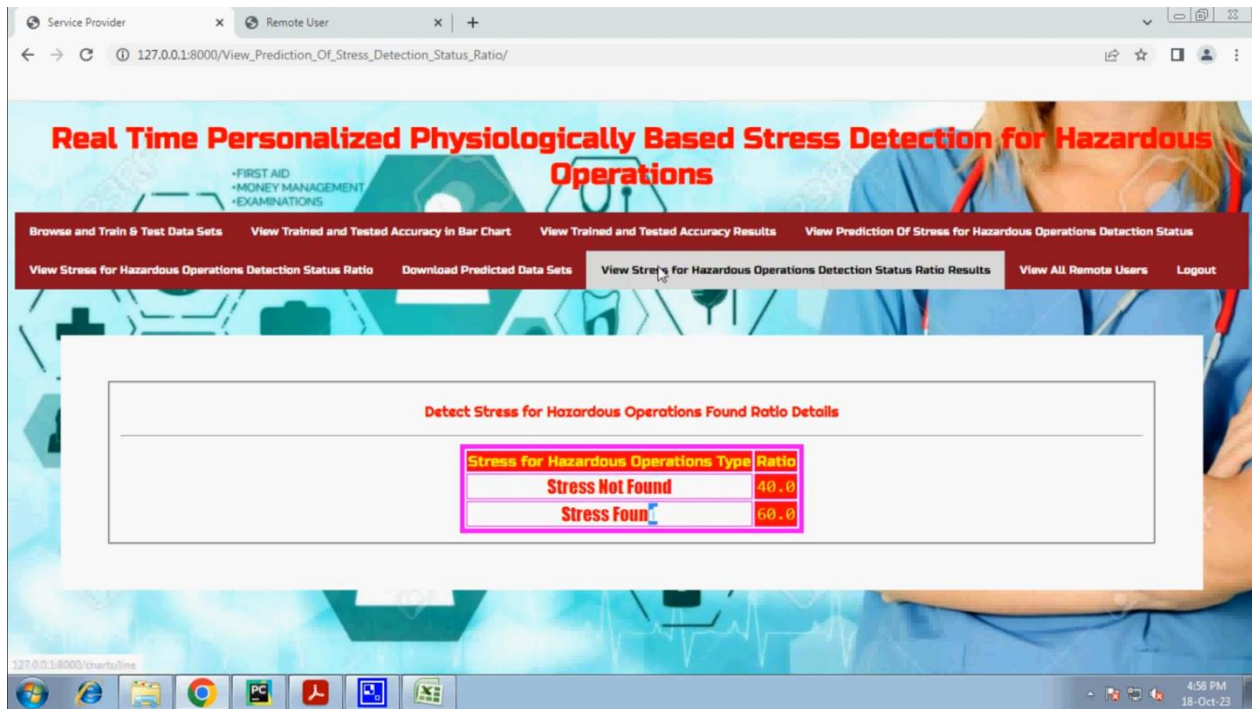 Service Provider
Remote User
127.0.0.1:8000/View_Prediction_Of_Stress_Detection_Status_Ratio/
Real Time Personalized Physiologically Based Stress Detection for Hazardous
Operations
•FIRST AID
•MONEY MANAGEMENT
•EXAMINATIONS
Browse and Train & Test Data Sets View Trained and Tested Accuracy in Bar Chart View Trained and Tested Accuracy Results View Prediction Of Stress for Hazardous Operations Detection Status
View Stress for Hazardous Operations Detection Status Ratio Download Predicted Data Sets View Stress for Hazardous Operations Detection Status Ratio Results View All Remote Users Logout
Detect Stress for Hazardous Operations Found Ratio Details
Stress for Hazardous Operations Type Ratio
Stress Not Found 40.0
Stress Found 60.0
127.0.0.1:8000/charts/line
PC
4:58 PM
18-Oct-23